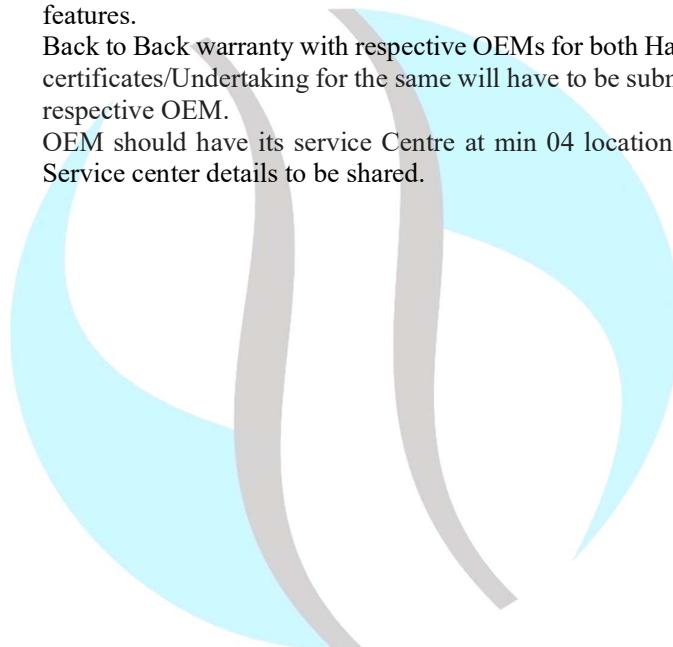 features.
Back to Back warranty with respective OEMs for both Ha
certificates/Undertaking for the same will have to be subm
respective OEM.
OEM should have its service Centre at min 04 location
Service center details to be shared.